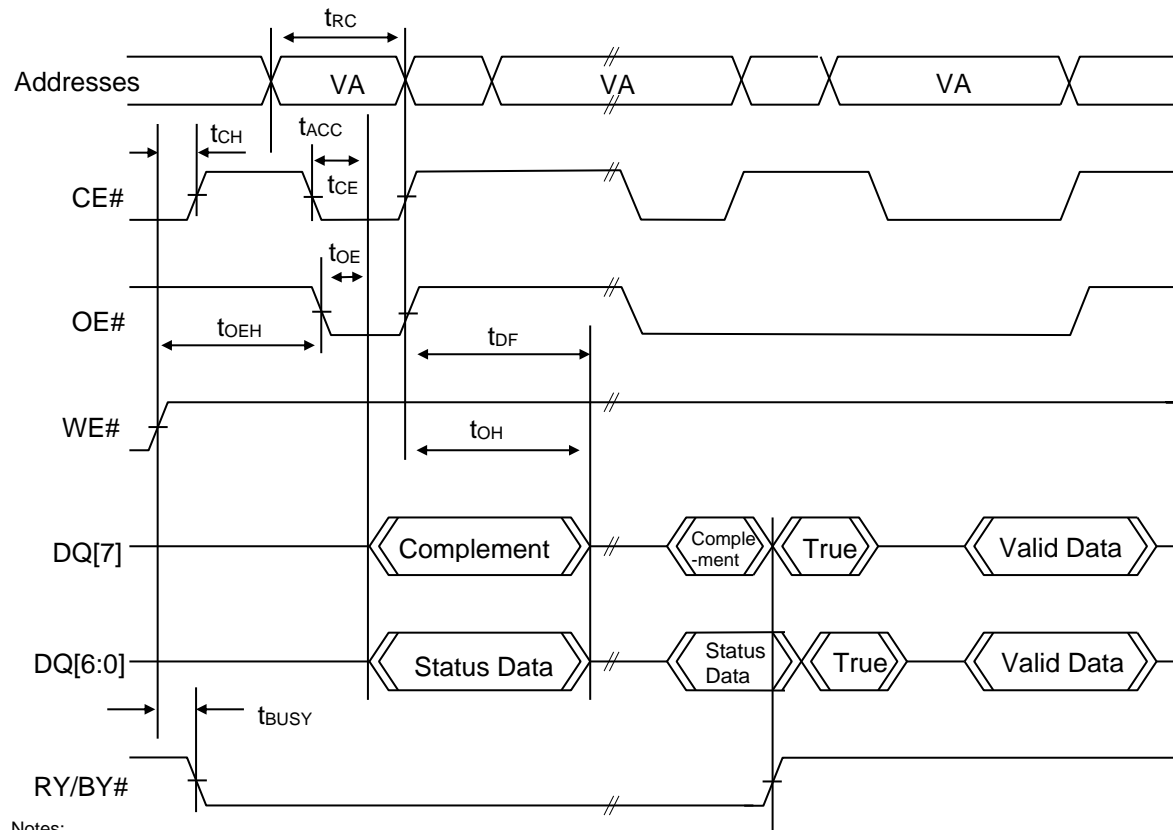 tRC
Addresses VA VA VA
tCH tACC
CE# tCE
tOE
OE#
tOEH tDF
WE#
tOH
DQ[7] Complement Comple
-ment True Valid Data
DQ[6:0] Status Data Status
Data True Valid Data
tBUSY
RY/BY#
Notes: